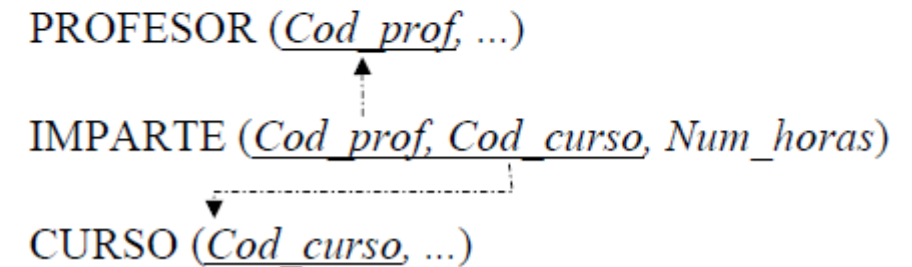 PROFESOR (Cod_prof, ...)
IMPARTE (Cod_prof, Cod_curso, Num_horas)
CURSO (Cod_curso, ...)